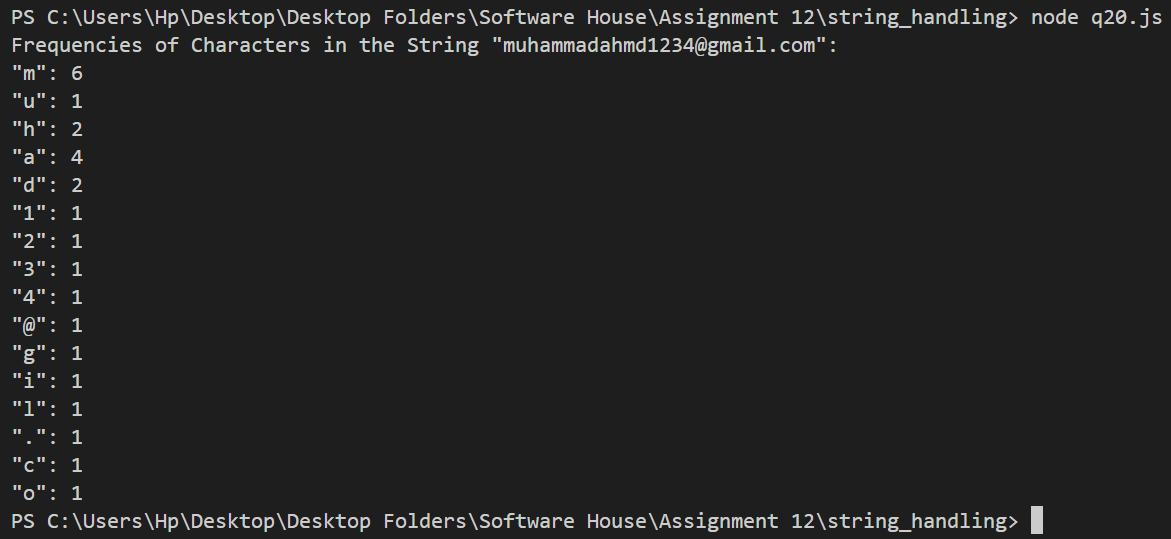 PS C:\Users\Hp\Desktop\Desktop Folders\Software House\Assignment 12\string_handling> node q20.js
Frequencies of Characters in the String "muhammadahmd1234@gmail.com":
"m": 6
"u": 1
"h": 2
"a": 4
"d": 2
"1": 1
"2": 1
"3": 1
"4": 1
"@": 1
"g": 1
"i": 1
"l": 1
".": 1
"c": 1
"o": 1
PS C:\Users\Hp\Desktop\Desktop Folders\Software House\Assignment 12\string_handling>